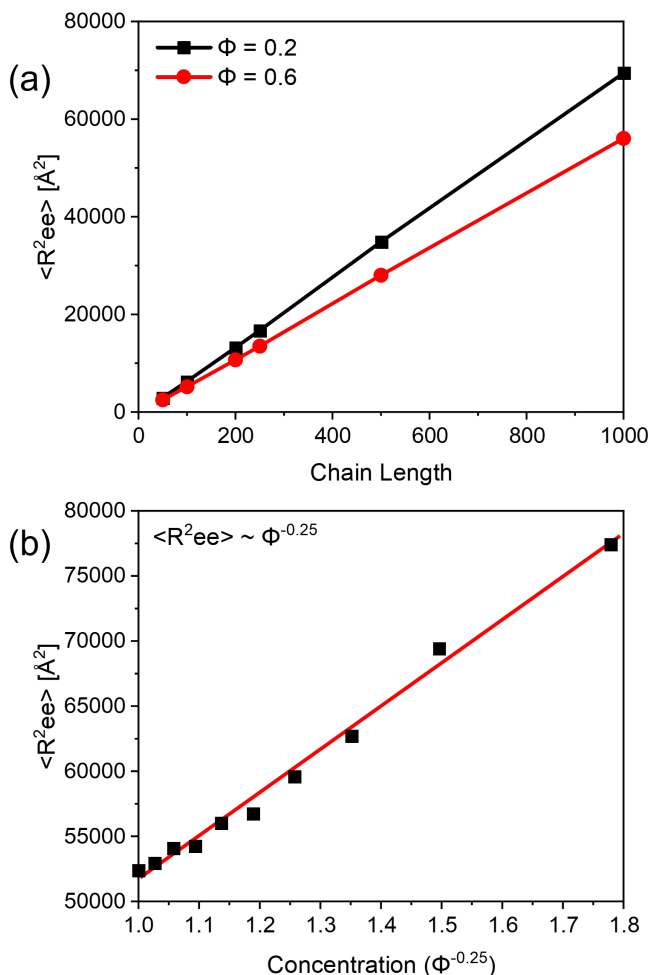 (a)
Φ = 0.2
Φ = 0.6
80000
60000
40000
20000
0
<R²ee> [Å²]
0 200 400 600 800 1000
Chain Length
(b)
<R²ee> ~ Φ⁻⁰·²⁵
80000
75000
70000
65000
60000
55000
50000
<R²ee> [Å²]
1.0 1.1 1.2 1.3 1.4 1.5 1.6 1.7 1.8
Concentration (Φ⁻⁰·²⁵)